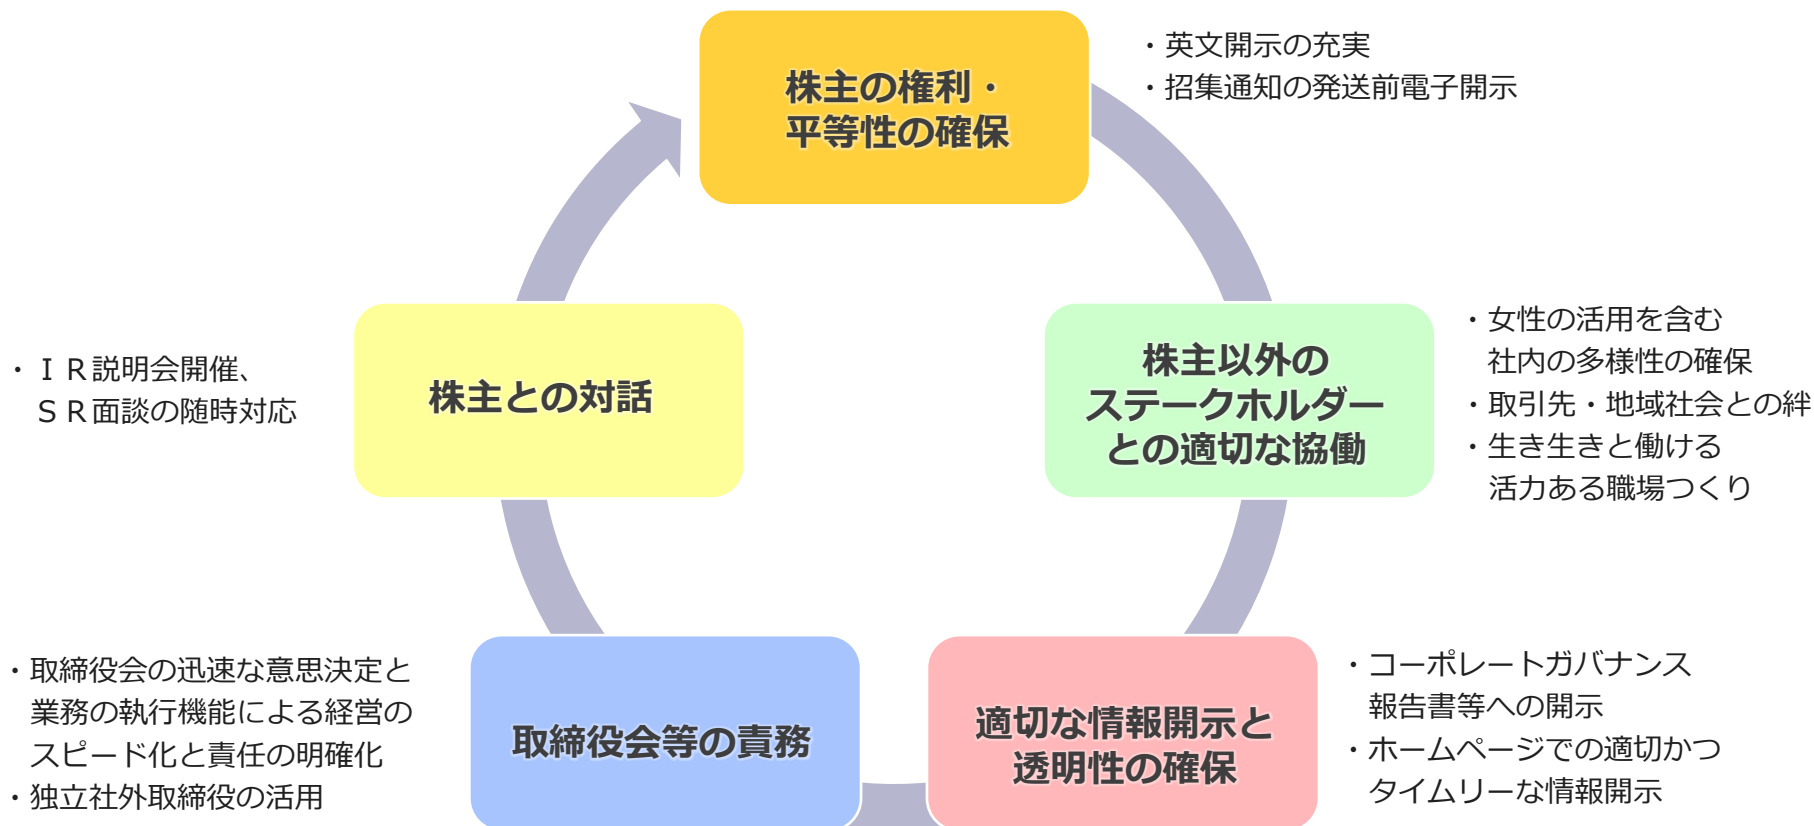 株主の権利・
平等性の確保
・英文開示の充実
・招集通知の発送前電子開示
株主以外の
ステークホルダー
との適切な協働
・女性の活用を含む
社内の多様性の確保
・取引先・地域社会との絆
・生き生きと働ける
活力ある職場つくり
適切な情報開示と
透明性の確保
・コーポレートガバナンス
報告書等への開示
・ホームページでの適切かつ
タイムリーな情報開示
取締役会等の責務
・取締役会の迅速な意思決定と
業務の執行機能による経営の
スピード化と責任の明確化
・独立社外取締役の活用
株主との対話
・ＩＲ説明会開催、
ＳＲ面談の随時対応